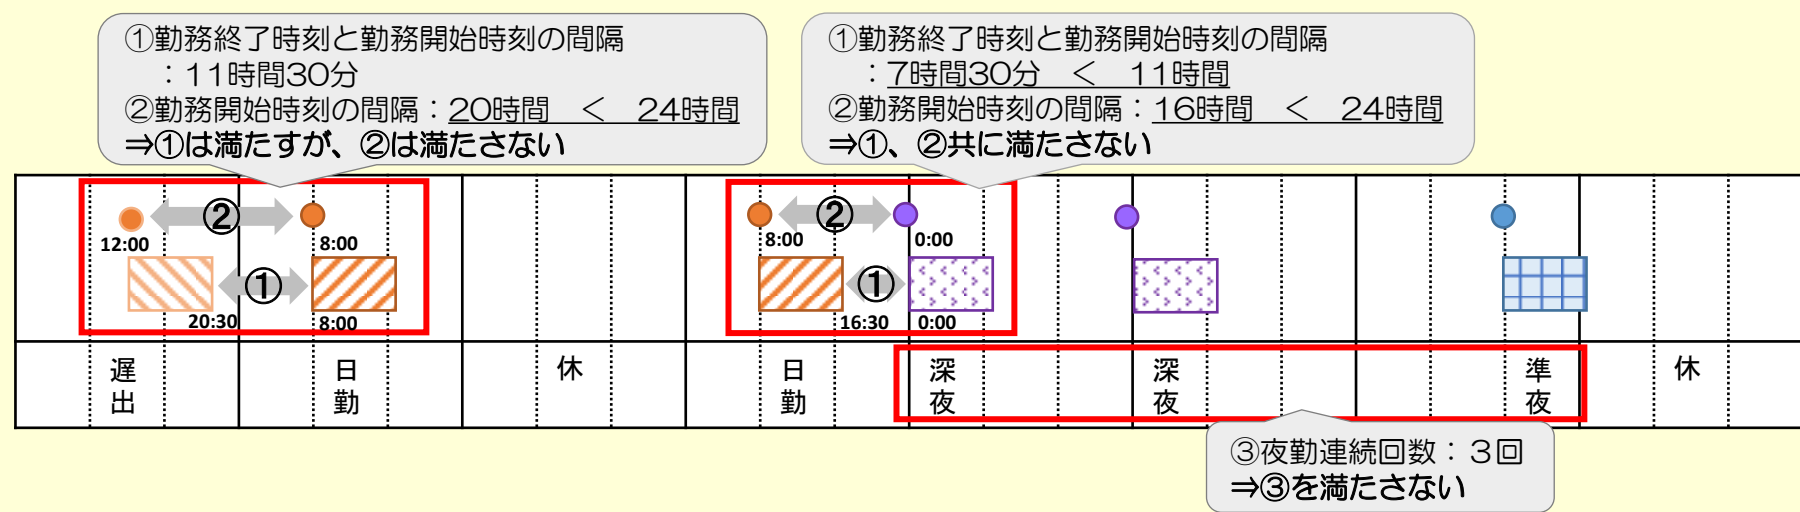 ①勤務終了時刻と勤務開始時刻の間隔
：11時間30分
②勤務開始時刻の間隔：20時間　＜　24時間
⇒①は満たすが、②は満たさない
①勤務終了時刻と勤務開始時刻の間隔
：7時間30分　＜　11時間
②勤務開始時刻の間隔：16時間　＜　24時間
⇒①、②共に満たさない
②
12:00
8:00
①
20:30
8:00
②
8:00
0:00
①
16:30
0:00
遅出
日勤
休
日勤
深夜
深夜
準夜
休
③夜勤連続回数：３回
⇒③を満たさない